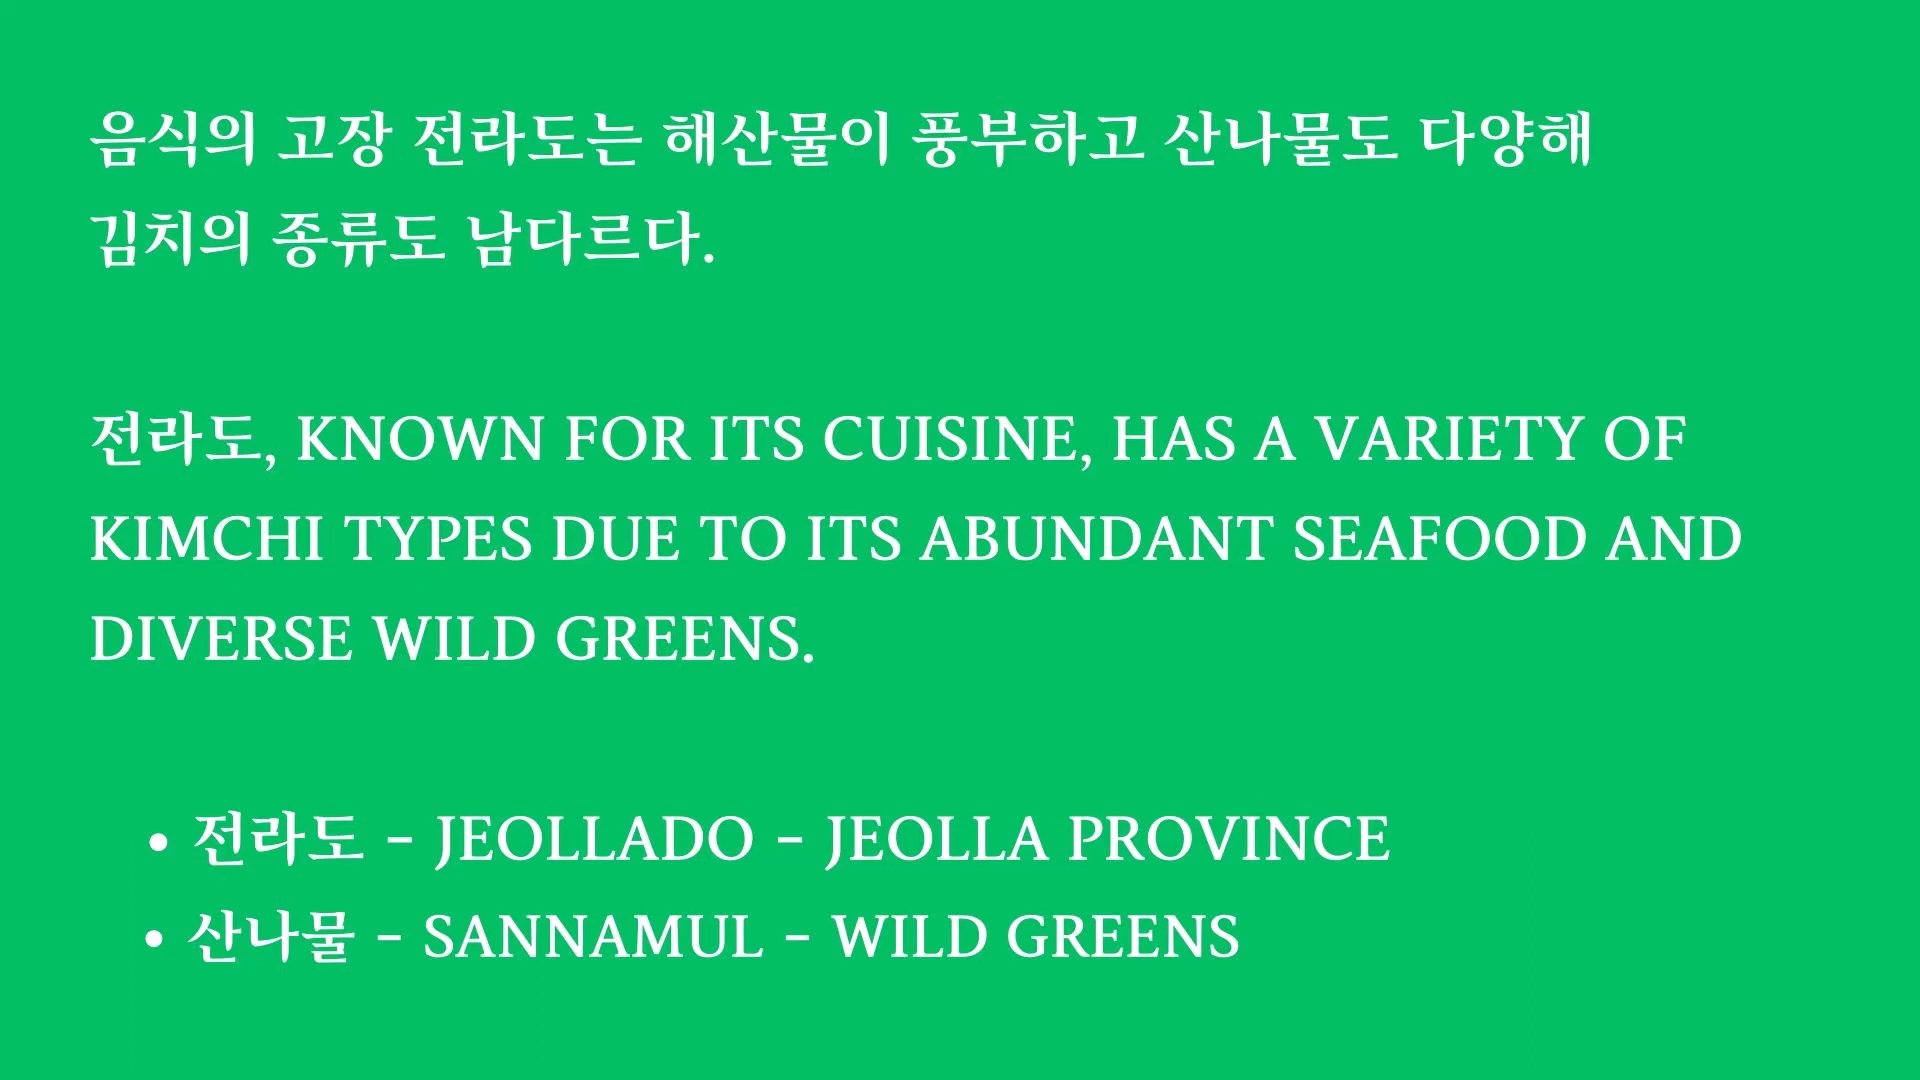 음식의 고장 전라도는 해산물이 풍부하고 산나물도 다양해
김치의 종류도 남다르다.
전라도, KNOWN FOR ITS CUISINE, HAS A VARIETY OF
KIMCHI TYPES DUE TO ITS ABUNDANT SEAFOOD AND
DIVERSE WILD GREENS.
• 전라도 - JEOLLADO - JEOLLA PROVINCE
• 산나물 - SANNAMUL - WILD GREENS